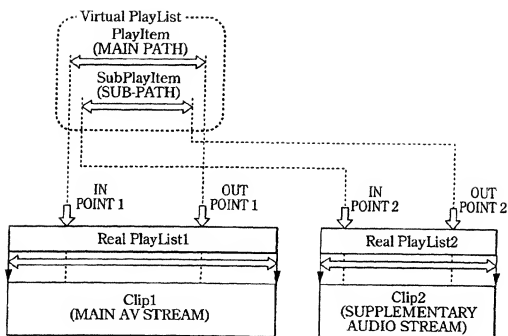 Virtual PlayList
PlayItem
(MAIN PATH)
SubPlayItem
(SUB-PATH)
IN
POINT 1
OUT
POINT 1
IN
POINT 2
OUT
POINT 2
Real PlayList1
Real PlayList2
Clip1
(MAIN AV STREAM)
Clip2
(SUPPLEMENTARY
AUDIO STREAM)